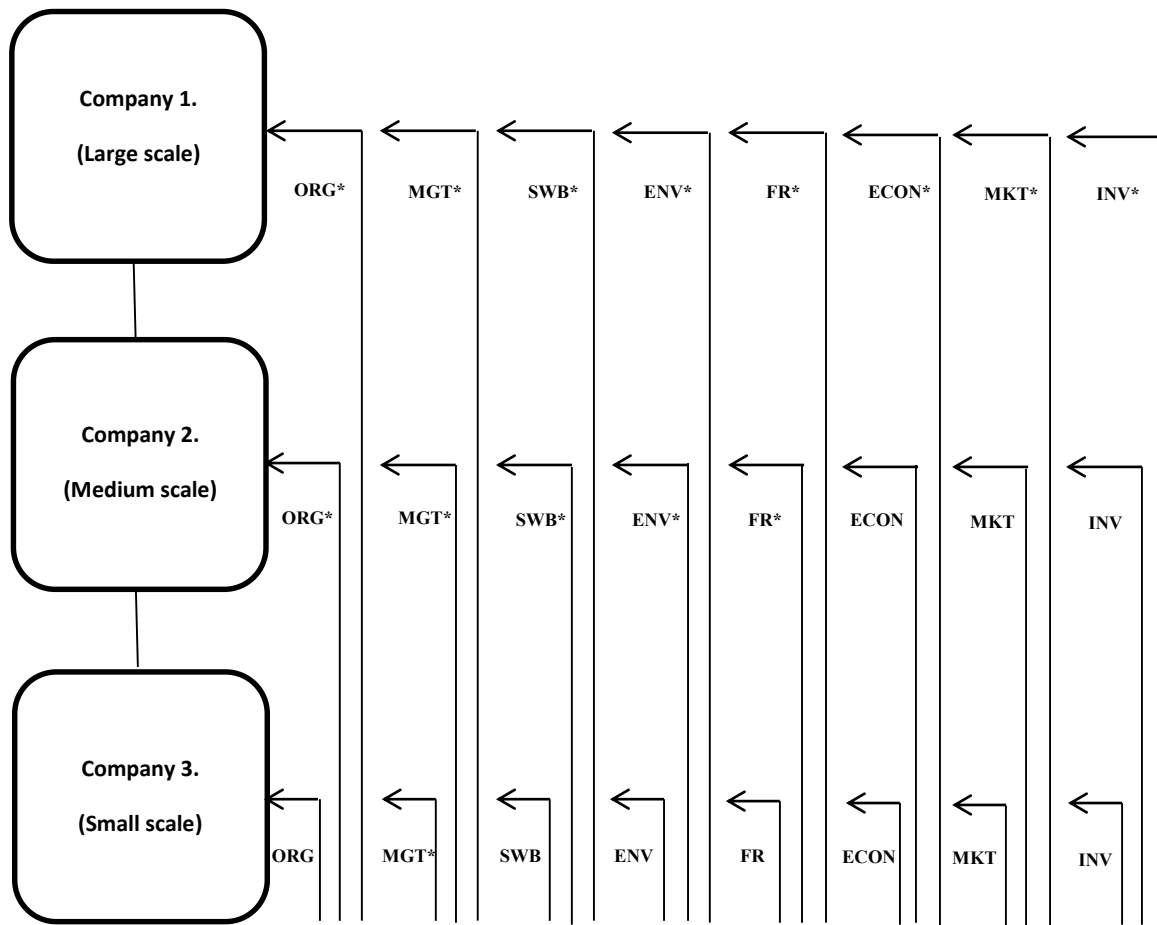 Company 1.
(Large scale)
ORG* MGT* SWB* ENV* FR* ECON* MKT* INV*
Company 2.
(Medium scale)
ORG* MGT* SWB* ENV* FR* ECON MKT INV
Company 3.
(Small scale)
ORG MGT* SWB ENV FR ECON MKT INV